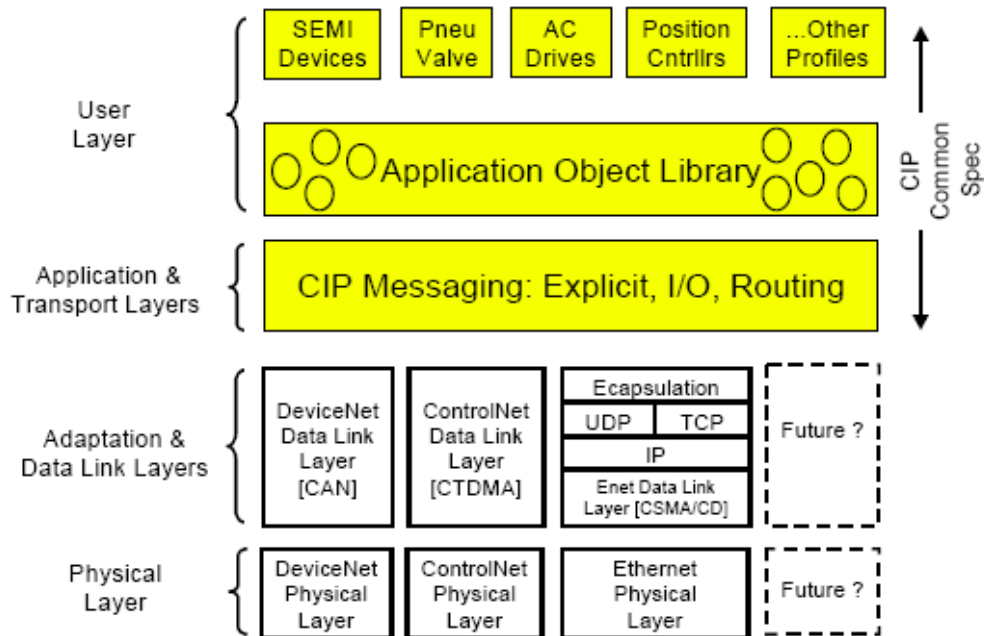 SEMI
Devices
Pneu
Valve
AC
Drives
Position
Cntrllrs
...Other
Profiles
User
Layer
Application Object Library
CIP
Common
Spec
Application &
Transport Layers
CIP Messaging: Explicit, I/O, Routing
Adaptation &
Data Link Layers
DeviceNet
Data Link
Layer
[CAN]
ControlNet
Data Link
Layer
[CTDMA]
Ecapsulation
UDP
TCP
IP
Enet Data Link
Layer [CSMA/CD]
Future ?
Physical
Layer
DeviceNet
Physical
Layer
ControlNet
Physical
Layer
Ethernet
Physical
Layer
Future ?